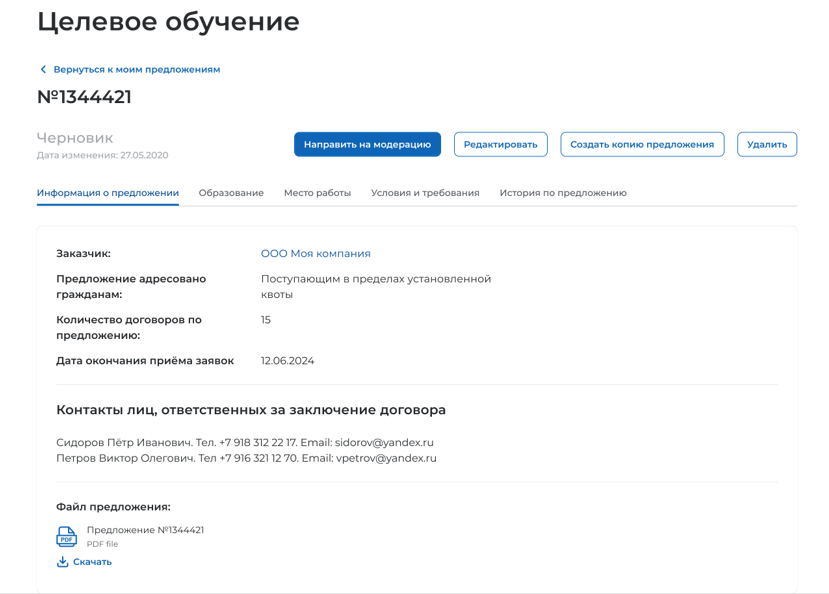 Целевое обучение
Вернуться к моим предложениям
№1344421
Черновик
Дата изменения: 27.05.2020
Направить на модерацию
Редактировать
Создать копию предложения
Удалить
Информация о предложении
Образование
Место работы
Условия и требования
История по предложению
Заказчик:
ООО Моя компания
Предложение адресовано
гражданам:
Поступающим в пределах установленной
квоты
Количество договоров по
предложению:
15
Дата окончания приёма заявок
12.06.2024
Контакты лиц, ответственных за заключение договора
Сидоров Пётр Иванович. Тел. +7 918 312 22 17. Email: sidorov@yandex.ru
Петров Виктор Олегович. Тел +7 916 321 12 70. Email: vpetrov@yandex.ru
Файл предложения:
PDF
Предложение №1344421
PDF file
Скачать